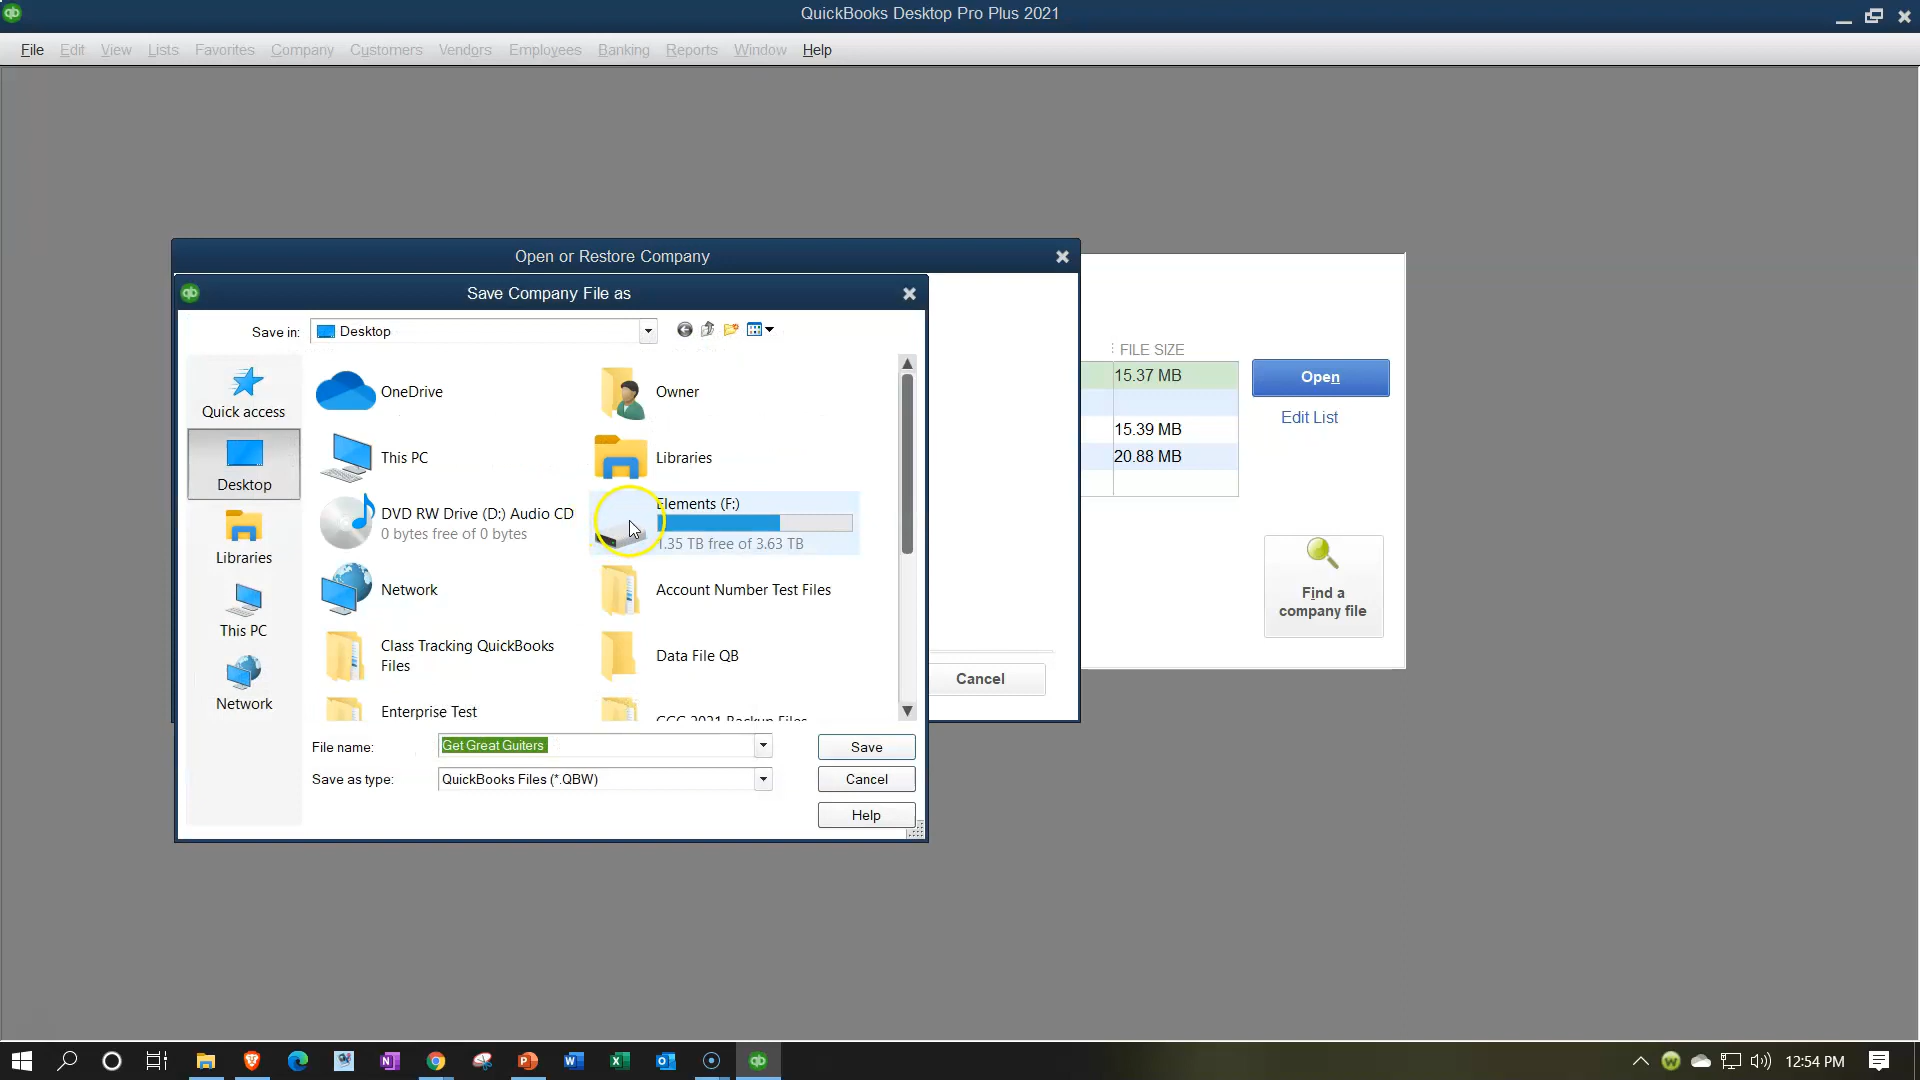 QuickBooks Desktop Pro Plus 2021
File Edit View Lists Favorites Company Customers Vendors Employees Banking Reports Window Help
Open or Restore Company
qb Save Company File as
Save in: Desktop
FILE SIZE
15.37 MB
Open
Quick access
OneDrive
Owner
Edit List
15.39 MB
This PC
Libraries
20.88 MB
Desktop
Elements (F:)
DVD RW Drive (D:) Audio CD
0 bytes free of 0 bytes
1.35 TB free of 3.63 TB
Libraries
Network
Account Number Test Files
Find a
company file
This PC
Class Tracking QuickBooks
Files
Data File QB
Cancel
Network
Enterprise Test
GGG 2021 Backup Files
File name: Get Great Guiters
Save
Save as type: QuickBooks Files (*.QBW)
Cancel
Help
12:54 PM